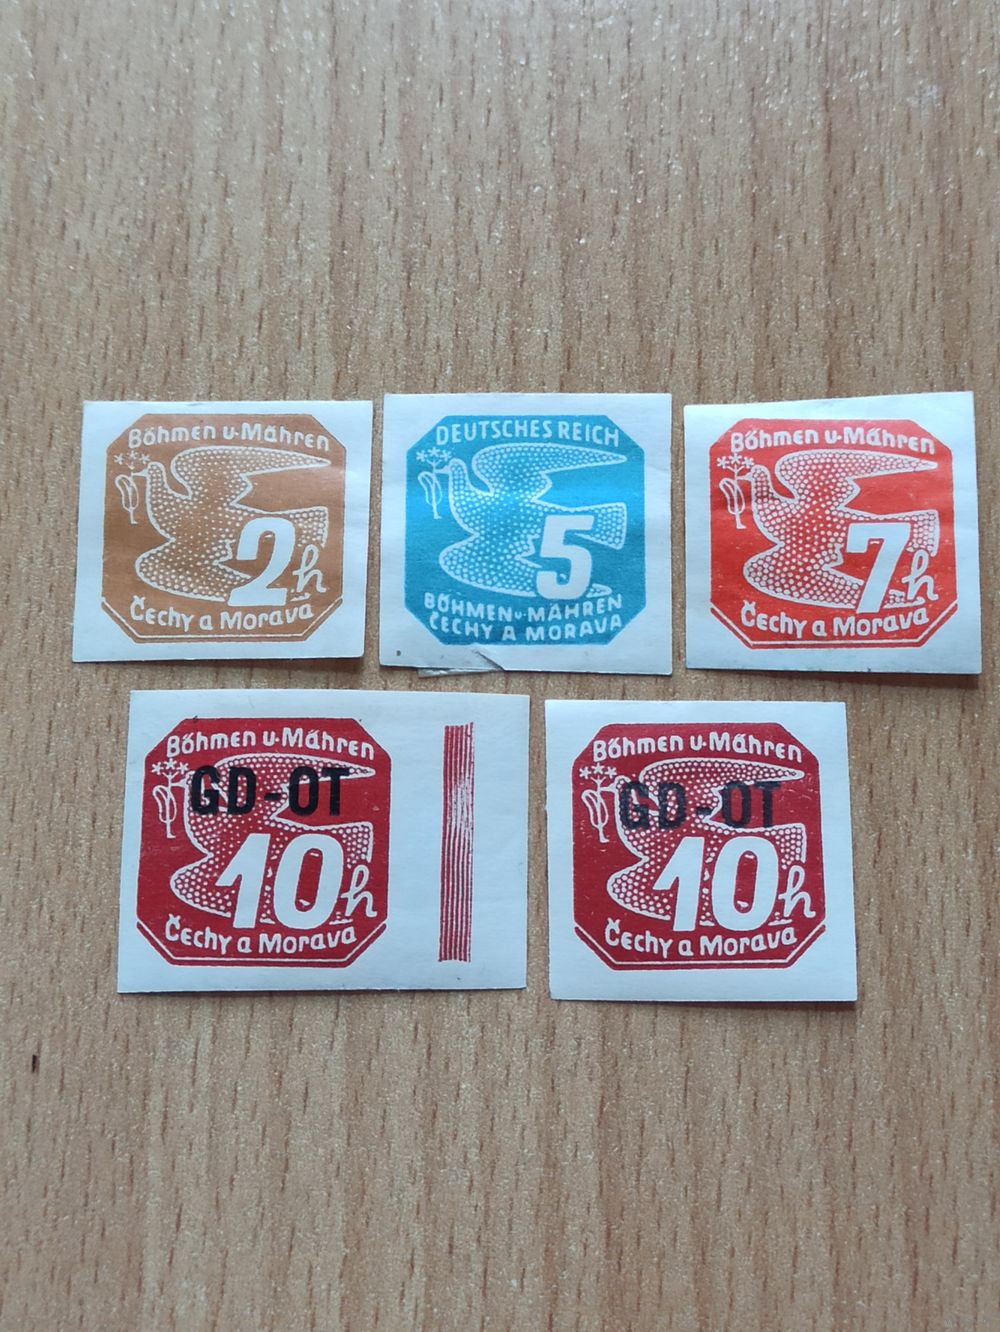 Böhmen u. Mähren
2h
Čechy a Morava
DEUTSCHES REICH
5
BÖHMEN u. MÄHREN
ČECHY A MORAVA
Böhmen u. Mähren
7h
Čechy a Morava
Böhmen u. Mähren
GD-OT
10h
Čechy a Morava
Böhmen u. Mähren
GD-OT
10h
Čechy a Morava